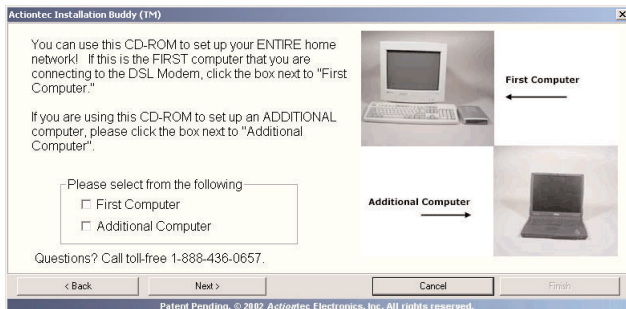 Actiontec Installation Buddy (TM)
You can use this CD-ROM to set up your ENTIRE home
network! If this is the FIRST computer that you are
connecting to the DSL Modem, click the box next to "First
Computer."
If you are using this CD-ROM to set up an ADDITIONAL
computer, please click the box next to "Additional
Computer".
Please select from the following
First Computer
Additional Computer
Questions? Call toll-free 1-888-436-0657.
First Computer
Additional Computer
< Back
Next >
Cancel
Finish
Patent Pending. © 2002 Actiontec Electronics, Inc. All rights reserved.